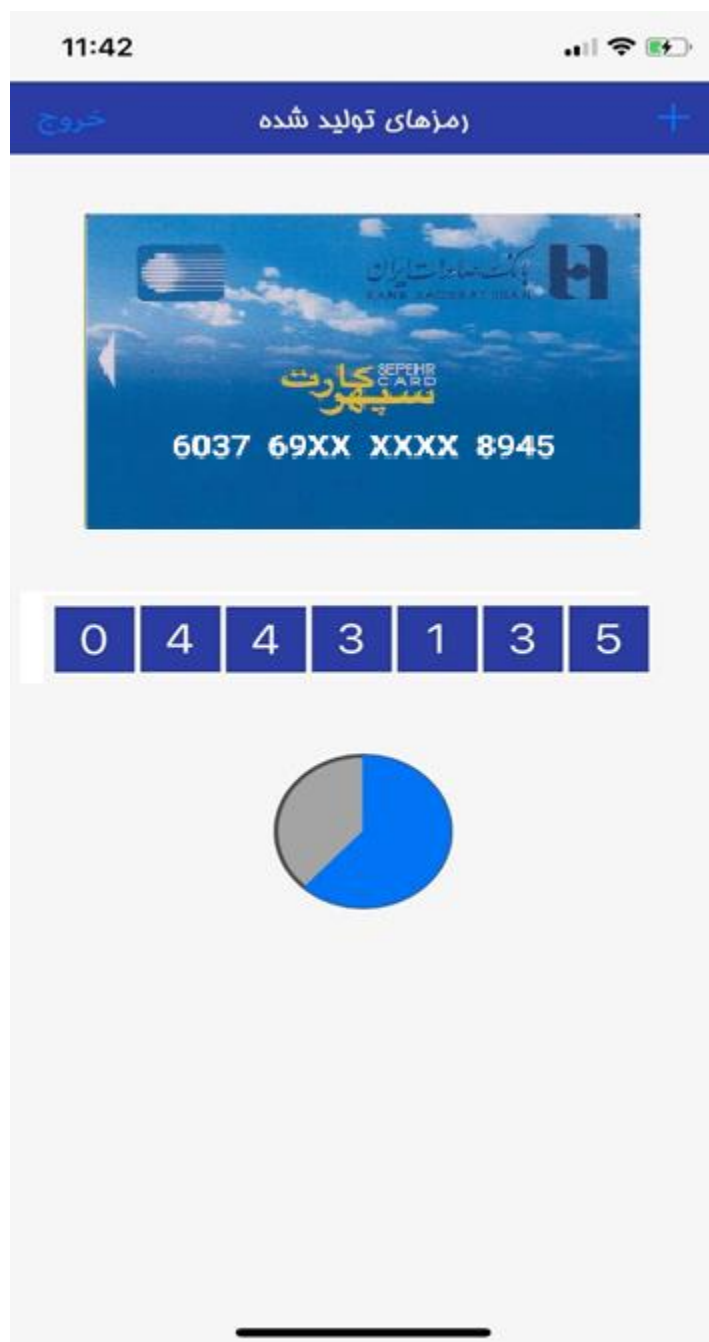 11:42
خروج رمزهای تولید شده +
بانک صادرات ایران
BANK SADERAT IRAN
SEPEHR
CARD
سپهر کارت
6037 69XX XXXX 8945
0 4 4 3 1 3 5